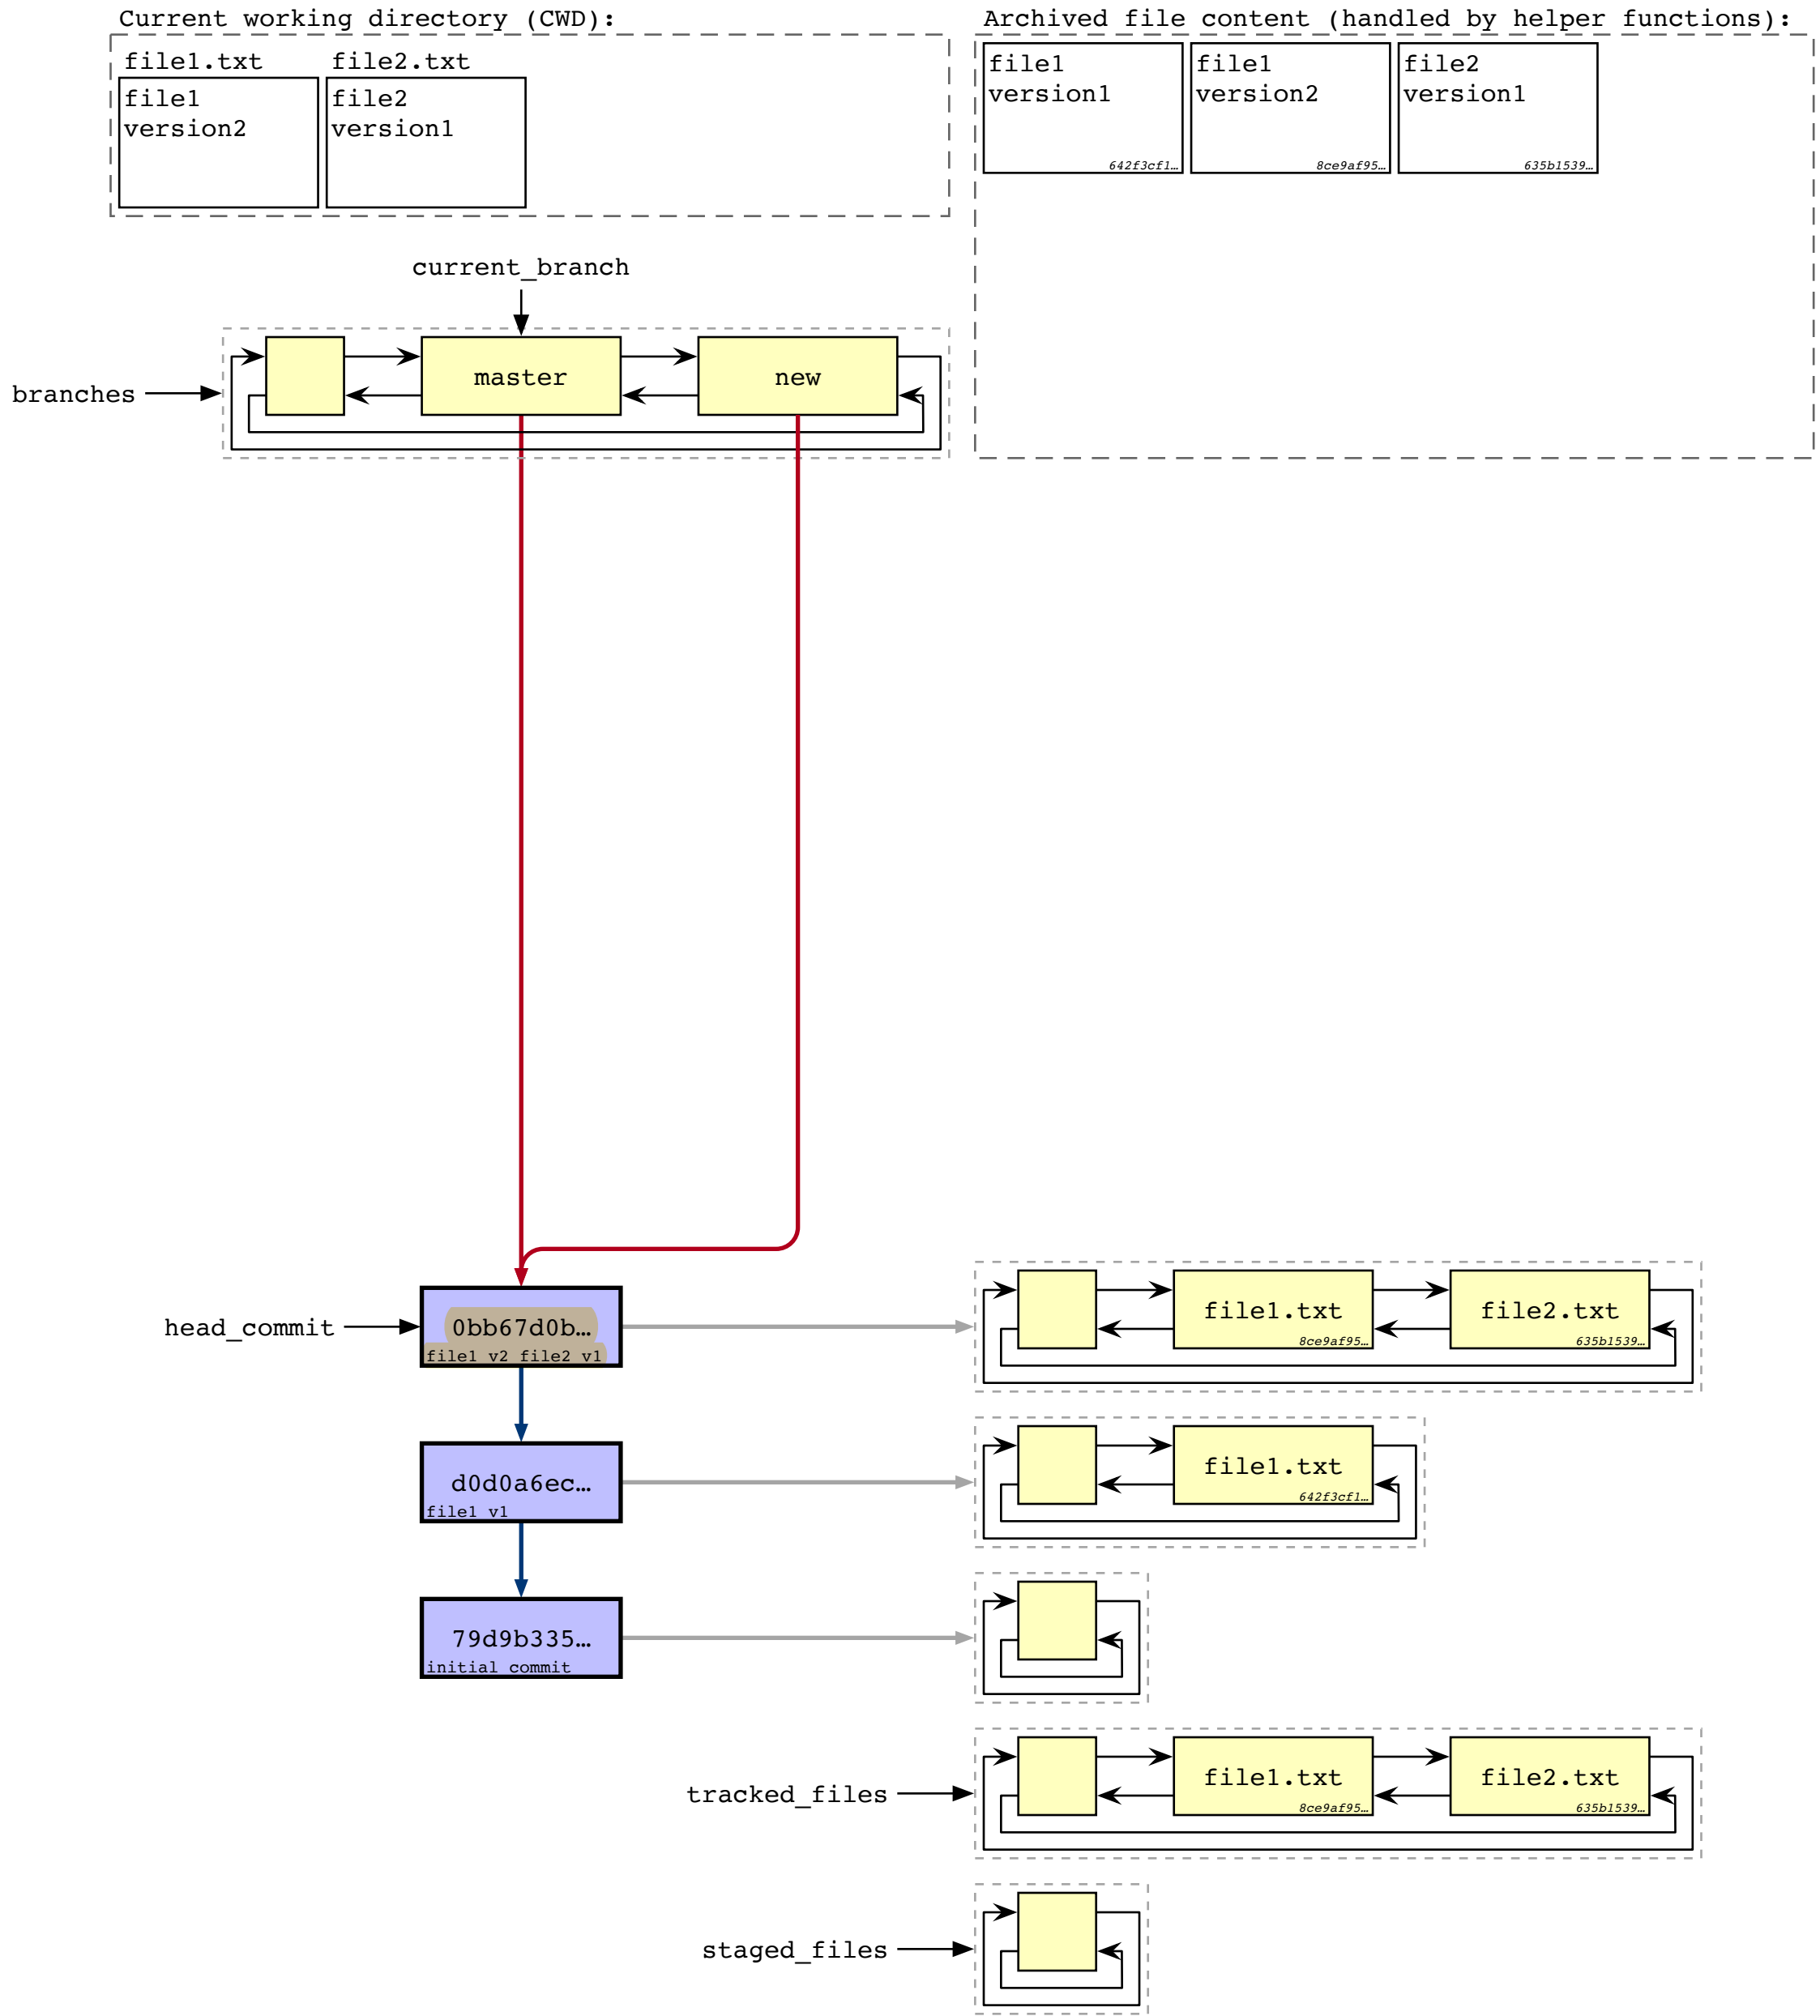 Current working directory (CWD):
file1.txt
file2.txt
file1
version2
file2
version1
Archived file content (handled by helper functions):
file1
version1
642f3cf1…
file1
version2
8ce9af95…
file2
version1
635b1539…
current_branch
branches
master
new
head_commit
0bb67d0b…
file1 v2 file2 v1
file1.txt
8ce9af95…
file2.txt
635b1539…
d0d0a6ec…
file1 v1
file1.txt
642f3cf1…
79d9b335…
initial commit
tracked_files
file1.txt
8ce9af95…
file2.txt
635b1539…
staged_files